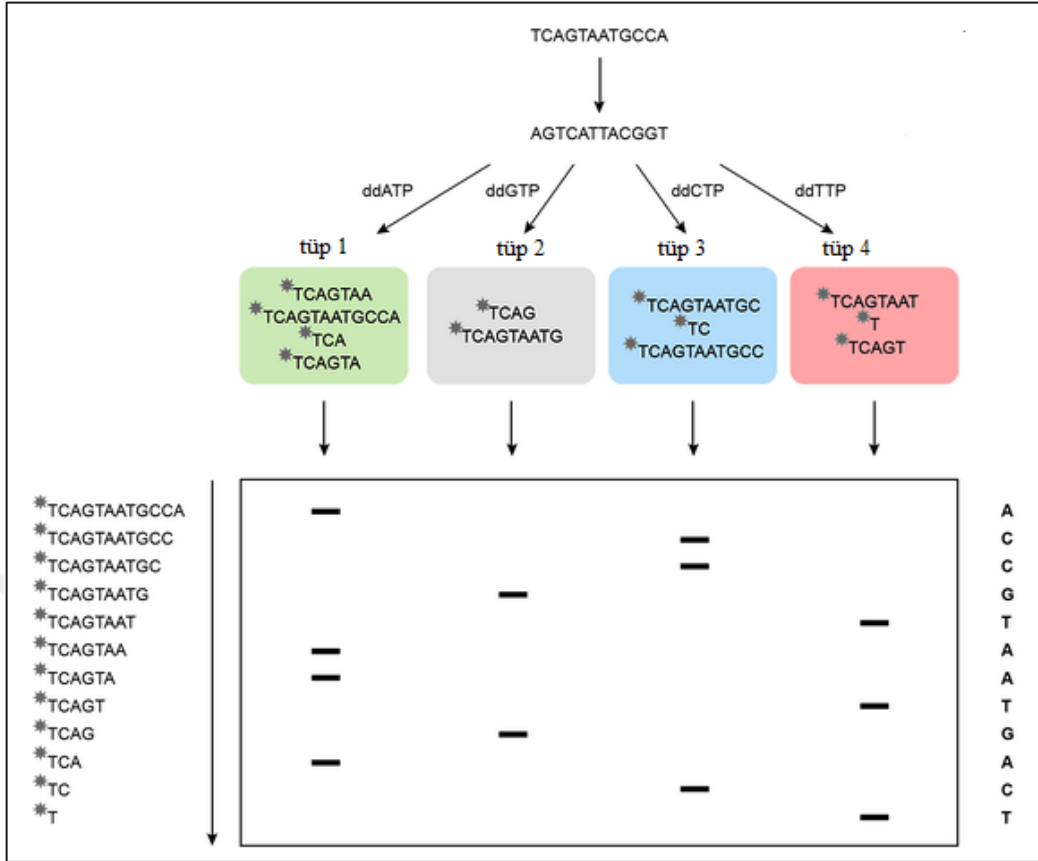 TCAGTAATGCCA
AGTCATTACGGT
ddATP ddGTP ddCTP ddTTP
tüp 1 tüp 2 tüp 3 tüp 4
TCAGTAA
TCAGTAATGCCA
TCA
TCAGTA
TCAG
TCAGTAATG
TCAGTAATGC
TC
TCAGTAATGCC
TCAGTAAT
T
TCAGT
TCAGTAATGCCA A
TCAGTAATGCC C
TCAGTAATGC C
TCAGTAATG G
TCAGTAAT T
TCAGTAA A
TCAGTA A
TCAGT T
TCAG G
TCA A
TC C
T T